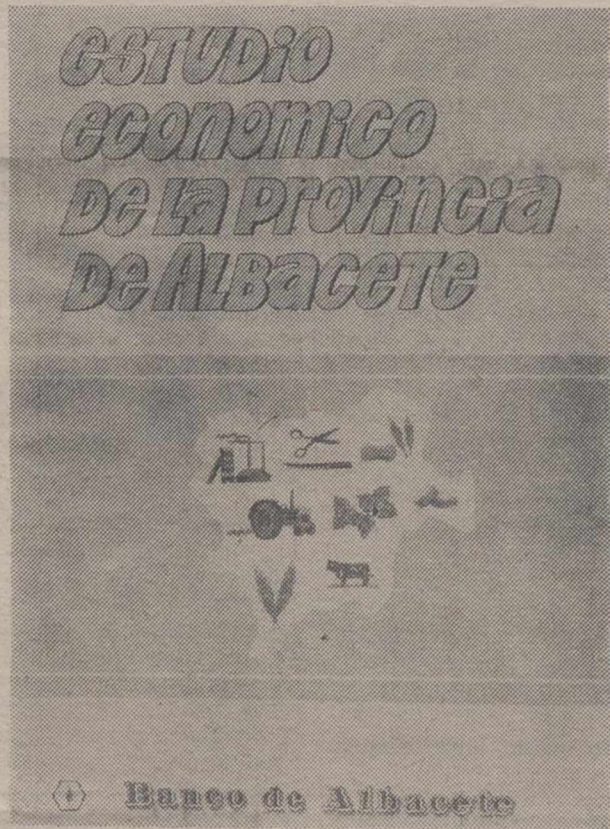 estudio
economico
De la provincia
De Albacete
Banco de Albacete